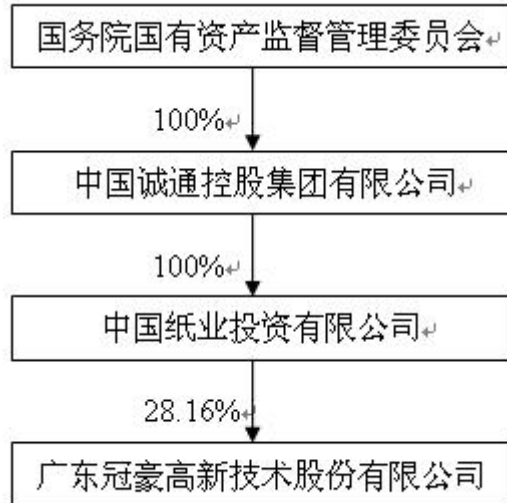 国务院国有资产监督管理委员会
100%
中国诚通控股集团有限公司
100%
中国纸业投资有限公司
28.16%
广东冠豪高新技术股份有限公司